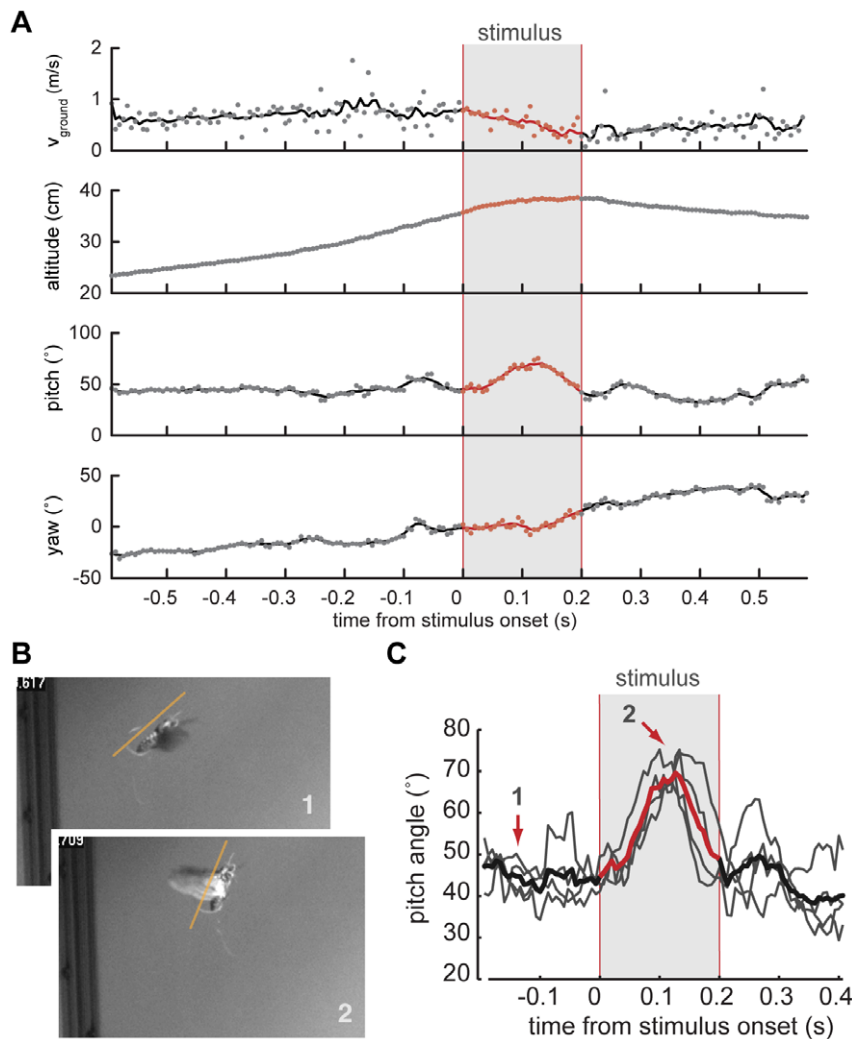 A
stimulus
v_ground (m/s)
2
1
0
altitude (cm)
40
30
20
pitch (°)
100
50
0
yaw (°)
50
0
-50
-0.5 -0.4 -0.3 -0.2 -0.1 0 0.1 0.2 0.3 0.4 0.5
time from stimulus onset (s)
B
.617
1
.709
2
C
stimulus
pitch angle (°)
80
70
60
50
40
30
20
1
2
-0.1 0 0.1 0.2 0.3 0.4
time from stimulus onset (s)